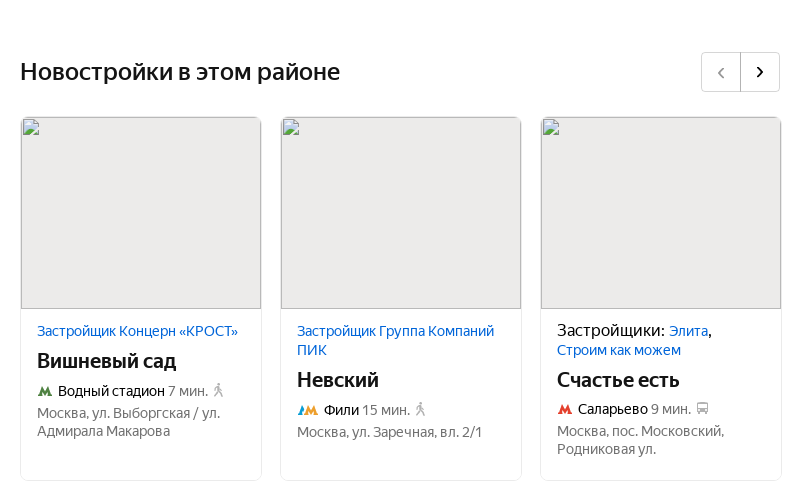 Новостройки в этом районе
Застройщик Концерн «КРОСТ»
Вишневый сад
Водный стадион 7 мин.
Москва, ул. Выборгская / ул.
Адмирала Макарова
Застройщик Группа Компаний
ПИК
Невский
Фили 15 мин.
Москва, ул. Заречная, вл. 2/1
Застройщики: Элита,
Строим как можем
Счастье есть
Саларьево 9 мин.
Москва, пос. Московский,
Родниковая ул.